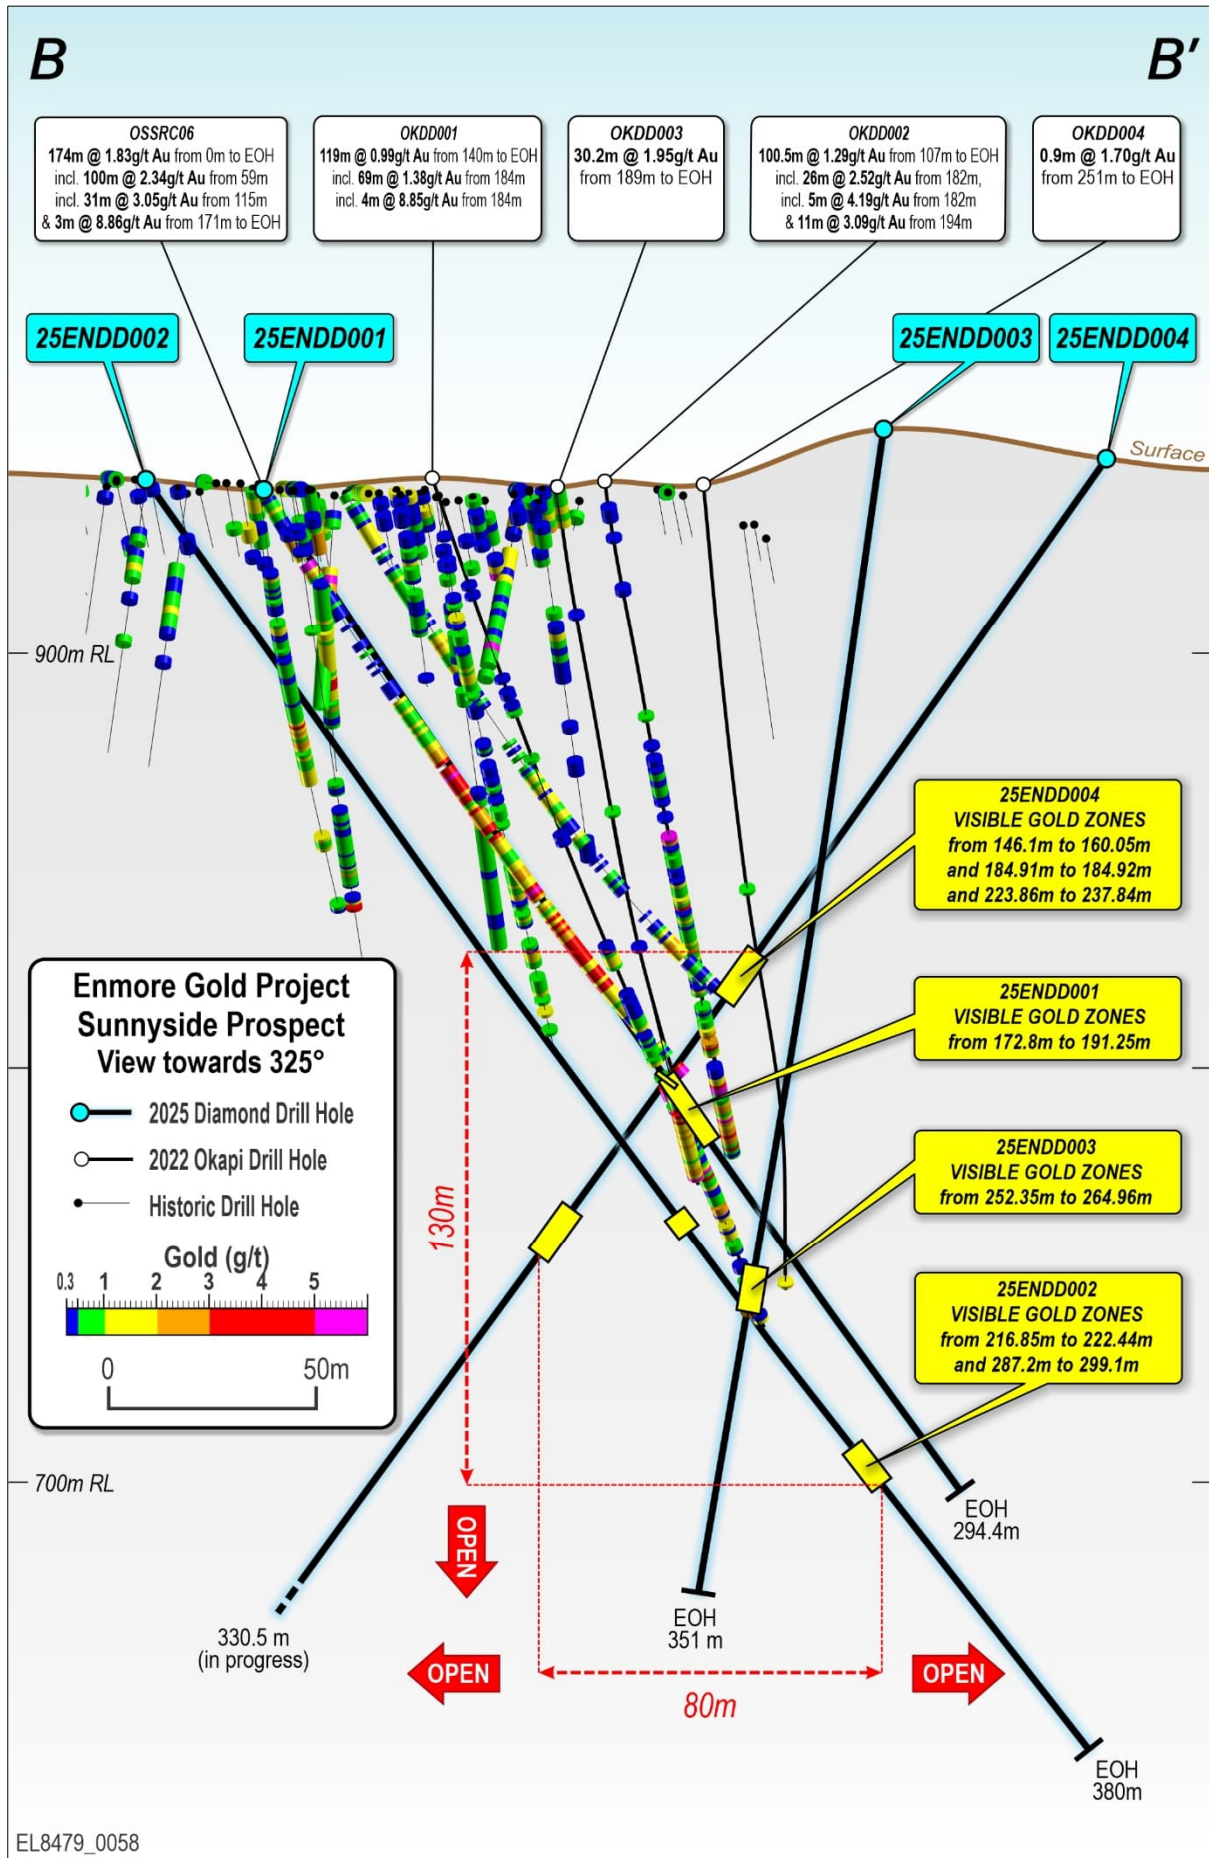 B
B'
OSSRC06
174m @ 1.83g/t Au from 0m to EOH
incl. 100m @ 2.34g/t Au from 59m
incl. 31m @ 3.05g/t Au from 115m
& 3m @ 8.86g/t Au from 171m to EOH
OKDD001
119m @ 0.99g/t Au from 140m to EOH
incl. 69m @ 1.38g/t Au from 184m
incl. 4m @ 8.85g/t Au from 184m
OKDD003
30.2m @ 1.95g/t Au
from 189m to EOH
OKDD002
100.5m @ 1.29g/t Au from 107m to EOH
incl. 26m @ 2.52g/t Au from 182m,
incl. 5m @ 4.19g/t Au from 182m
& 11m @ 3.09g/t Au from 194m
OKDD004
0.9m @ 1.70g/t Au
from 251m to EOH
25ENDD002
25ENDD001
25ENDD003
25ENDD004
Surface
900m RL
25ENDD004
VISIBLE GOLD ZONES
from 146.1m to 160.05m
and 184.91m to 184.92m
and 223.86m to 237.84m
25ENDD001
VISIBLE GOLD ZONES
from 172.8m to 191.25m
25ENDD003
VISIBLE GOLD ZONES
from 252.35m to 264.96m
25ENDD002
VISIBLE GOLD ZONES
from 216.85m to 222.44m
and 287.2m to 299.1m
Enmore Gold Project
Sunnyside Prospect
View towards 325°
2025 Diamond Drill Hole
2022 Okapi Drill Hole
Historic Drill Hole
Gold (g/t)
0.3 1 2 3 4 5
0 50m
130m
700m RL
OPEN
EOH
294.4m
EOH
351 m
330.5 m
(in progress)
OPEN
OPEN
80m
EOH
380m
EL8479_0058